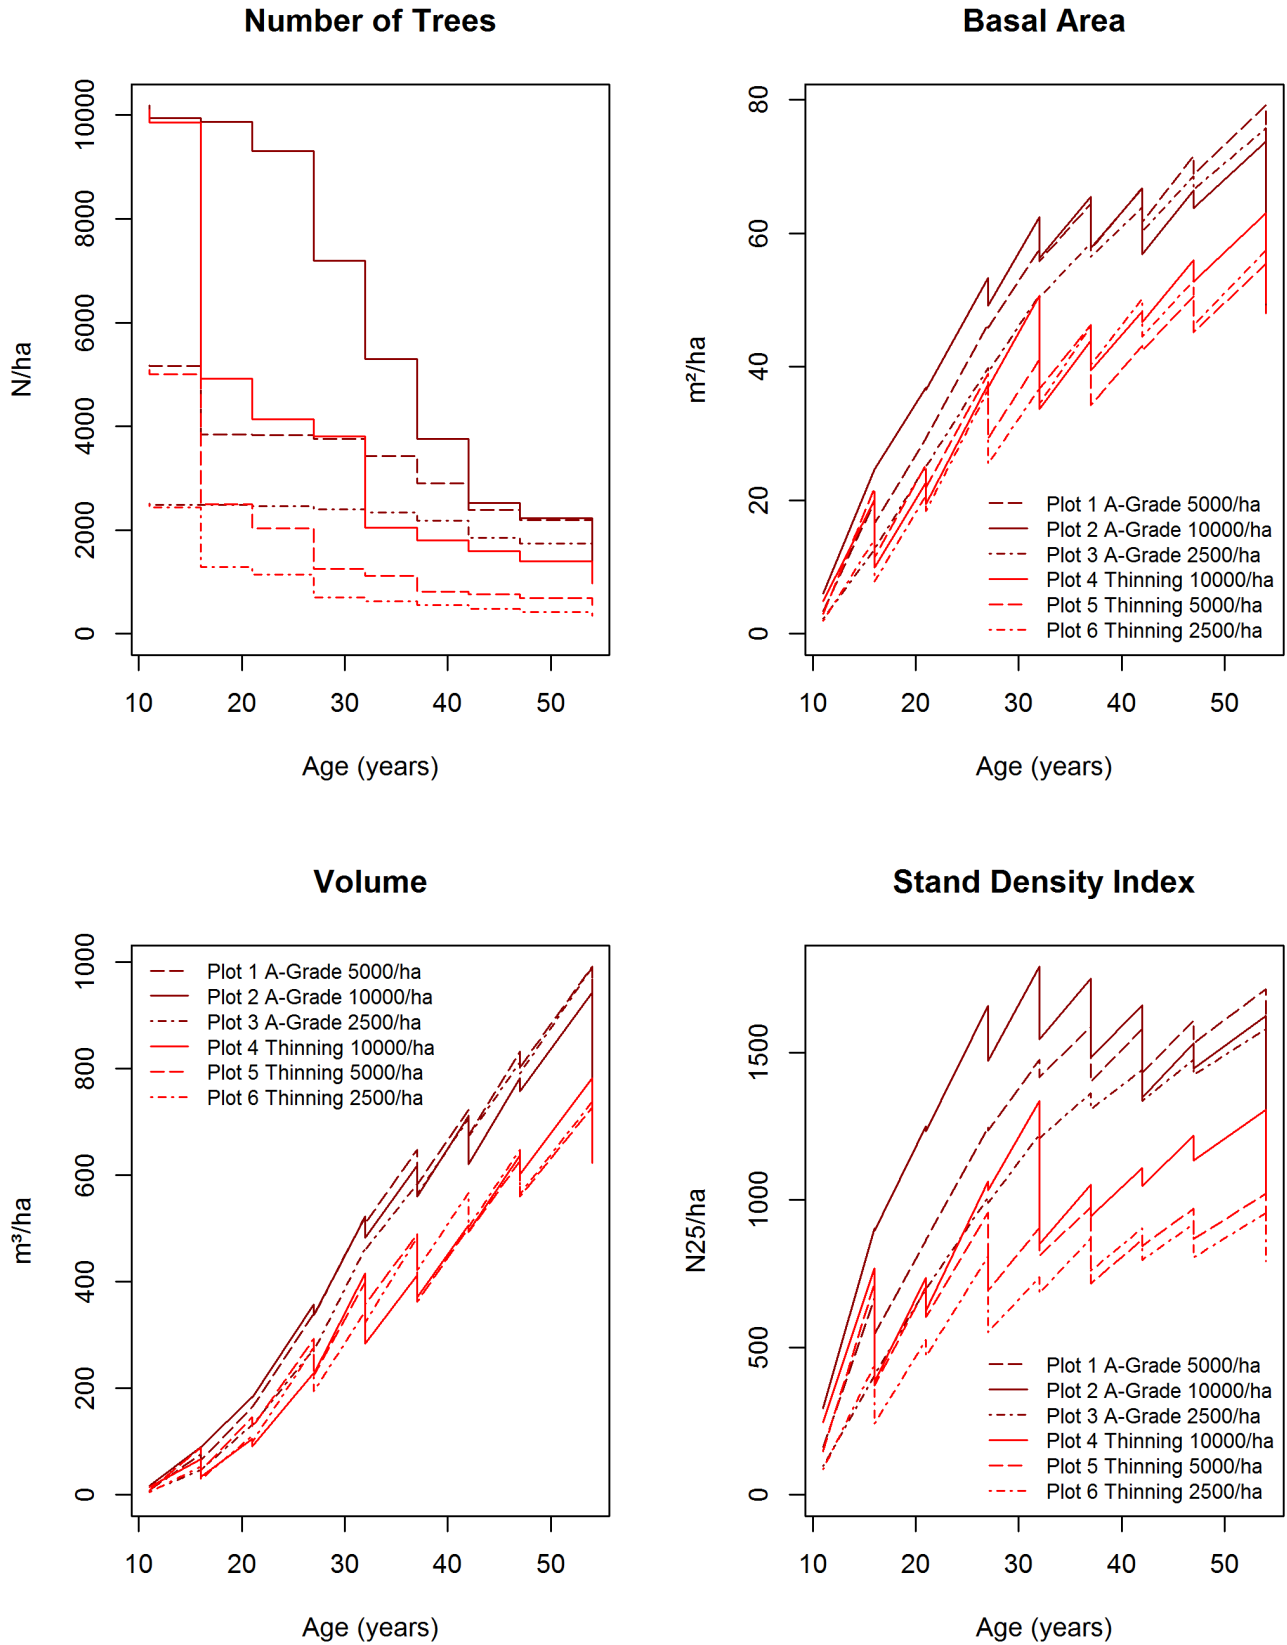 Number of Trees
N/ha
0
2000
4000
6000
8000
10000
10
20
30
40
50
Age (years)
Basal Area
m²/ha
0
20
40
60
80
Plot 1 A-Grade 5000/ha
Plot 2 A-Grade 10000/ha
Plot 3 A-Grade 2500/ha
Plot 4 Thinning 10000/ha
Plot 5 Thinning 5000/ha
Plot 6 Thinning 2500/ha
10
20
30
40
50
Age (years)
Volume
m³/ha
0
200
400
600
800
1000
Plot 1 A-Grade 5000/ha
Plot 2 A-Grade 10000/ha
Plot 3 A-Grade 2500/ha
Plot 4 Thinning 10000/ha
Plot 5 Thinning 5000/ha
Plot 6 Thinning 2500/ha
10
20
30
40
50
Age (years)
Stand Density Index
N25/ha
0
500
1000
1500
Plot 1 A-Grade 5000/ha
Plot 2 A-Grade 10000/ha
Plot 3 A-Grade 2500/ha
Plot 4 Thinning 10000/ha
Plot 5 Thinning 5000/ha
Plot 6 Thinning 2500/ha
10
20
30
40
50
Age (years)